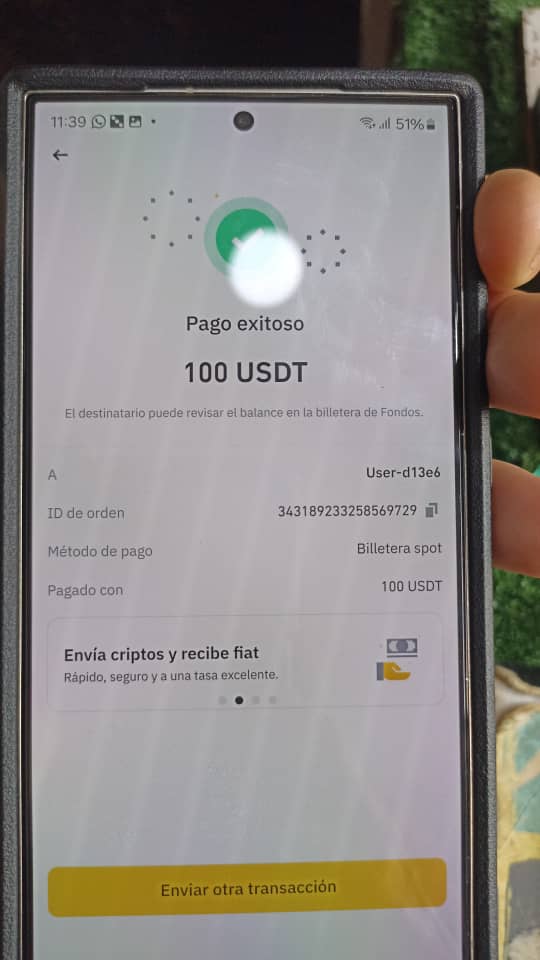 11:39
51%
Pago exitoso
100 USDT
El destinatario puede revisar el balance en la billetera de Fondos.
A
User-d13e6
ID de orden
343189233258569729
Método de pago
Billetera spot
Pagado con
100 USDT
Envía criptos y recibe fiat
Rápido, seguro y a una tasa excelente.
Enviar otra transacción